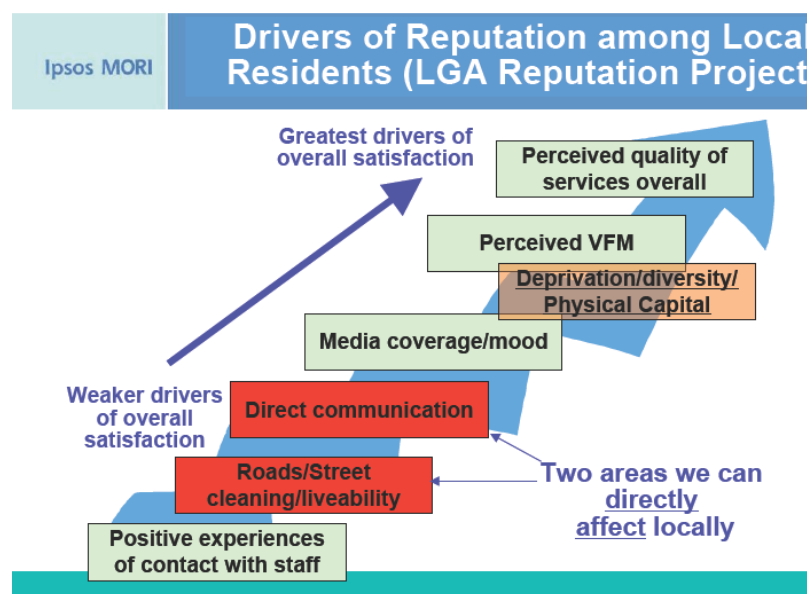 Ipsos MORI
Drivers of Reputation among Local
Residents (LGA Reputation Project
Greatest drivers of
overall satisfaction
Perceived quality of
services overall
Perceived VFM
Deprivation/diversity/
Physical Capital
Media coverage/mood
Weaker drivers
of overall
satisfaction
Direct communication
Roads/Street
cleaning/liveability
Two areas we can
directly
affect locally
Positive experiences
of contact with staff